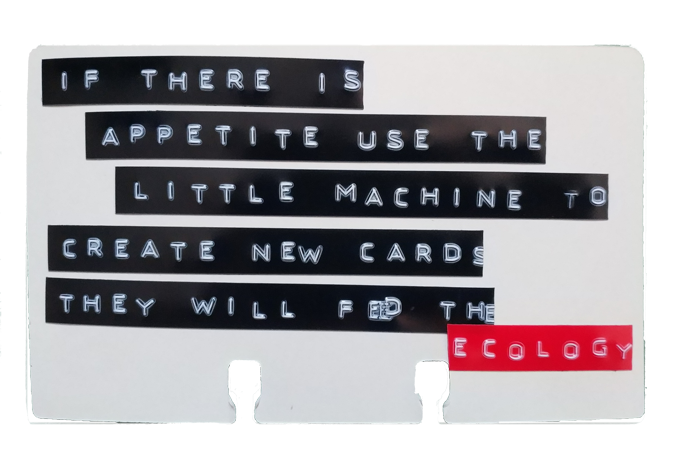 IF THERE IS
APPETITE USE THE
LITTLE MACHINE TO
CREATE NEW CARDS
THEY WILL FEED THE
ECOLOGY